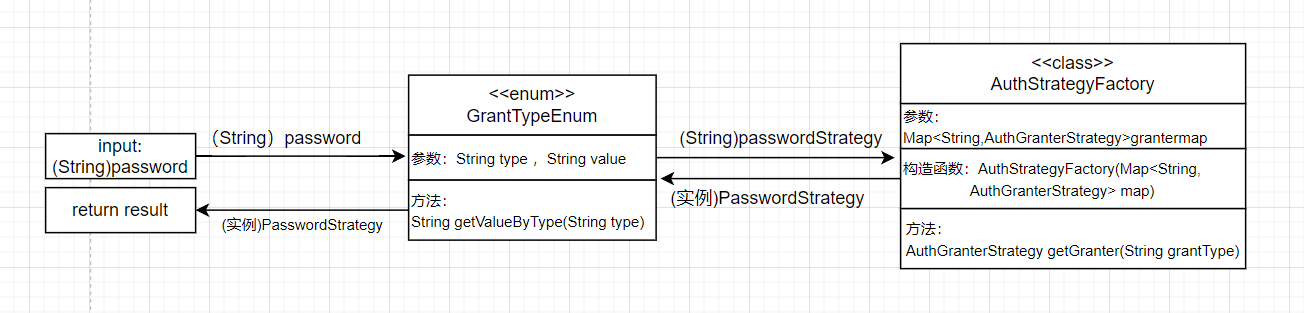 input:
(String)password
return result
（String）password
(实例)PasswordStrategy
<<enum>>
GrantTypeEnum
参数：String type ，String value
方法：
String getValueByType(String type)
(String)passwordStrategy
(实例)PasswordStrategy
<<class>>
AuthStrategyFactory
参数：
Map<String,AuthGranterStrategy>grantermap
构造函数：AuthStrategyFactory(Map<String,
AuthGranterStrategy> map)
方法：
AuthGranterStrategy getGranter(String grantType)